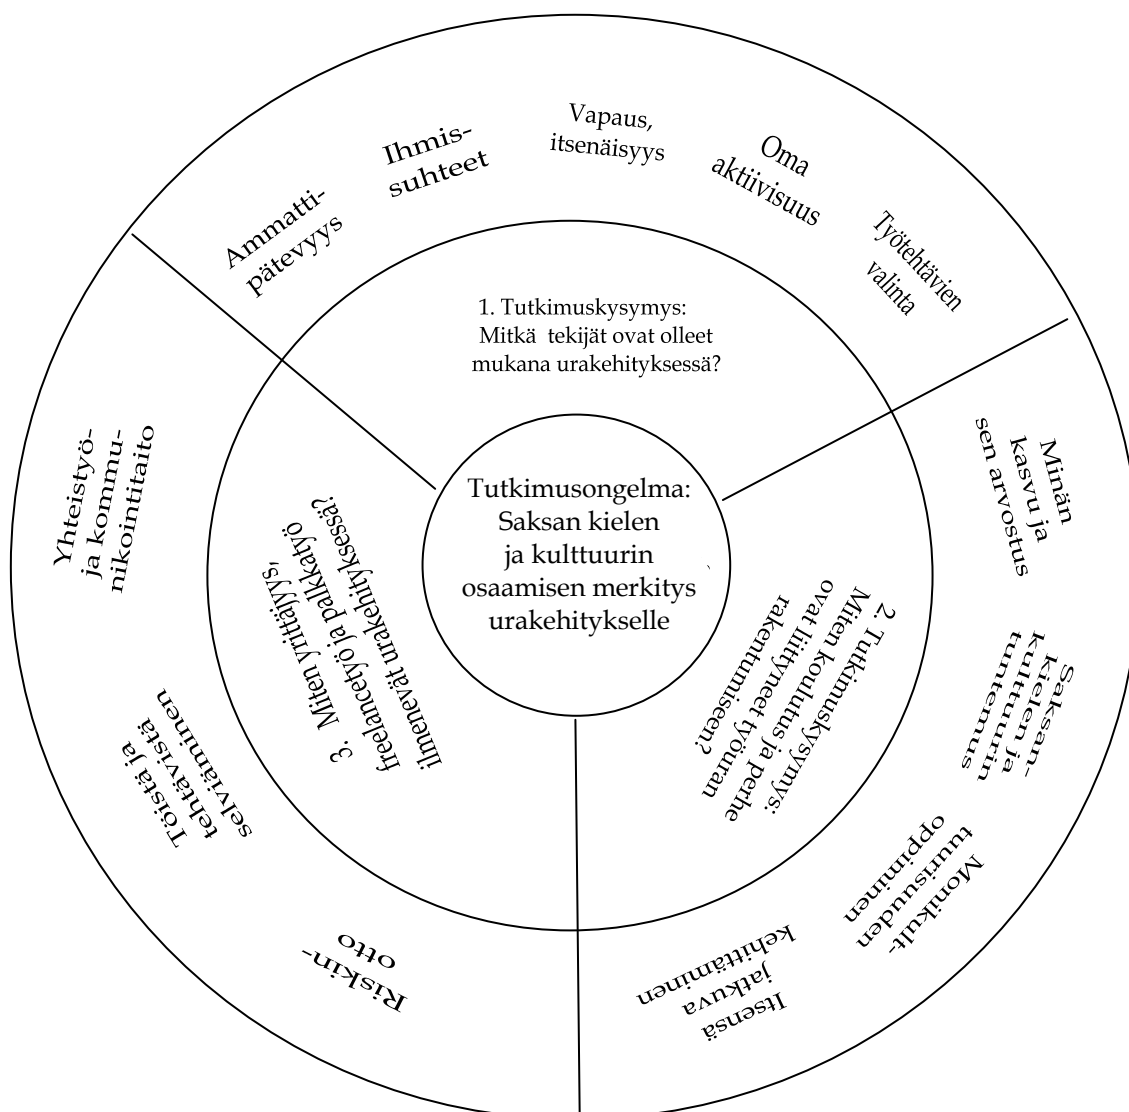 Ammatti-
pätevyys
Ihmis-
suhteet
Vapaus,
itsenäisyys
Oma
aktiivisuus
Työtehtävien
valinta
1. Tutkimuskysymys:
Mitkä tekijät ovat olleet
mukana urakehityksessä?
Tutkimusongelma:
Saksan kielen
ja kulttuurin
osaamisen merkitys
urakehitykselle
Minän
kasvu ja
sen arvostus
Saksan-
kielen ja
kulttuurin
tuntemus
Monikult-
tuurisuuden
oppiminen
Itsensä
jatkuva
kehittäminen
2. Tutkimuskysymys:
Miten koulutus ja perhe
ovat liittyneet työuran
rakentumiseen?
3. Miten yrittäjyys,
freelancetyö ja palkkatyö
ilmenevät urakehityksessä?
Yhteistyö-
ja kommu-
nikointitaito
Töistä ja
tehtävistä
selviäminen
Riskin-
otto